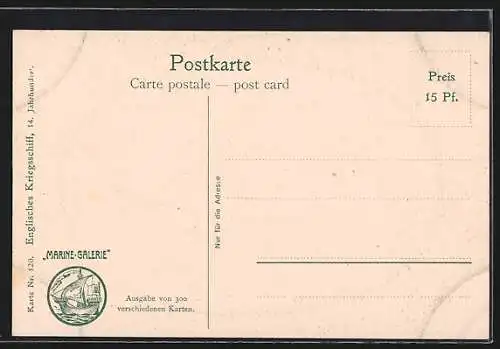 Postkarte
Carte postale — post card
Preis
15 Pf.
Nur für die Adresse
Karte Nr. 120. Englisches Kriegsschiff, 14. Jahrhundert.
„MARINE-GALERIE”
Ausgabe von 300
verschiedenen Karten.